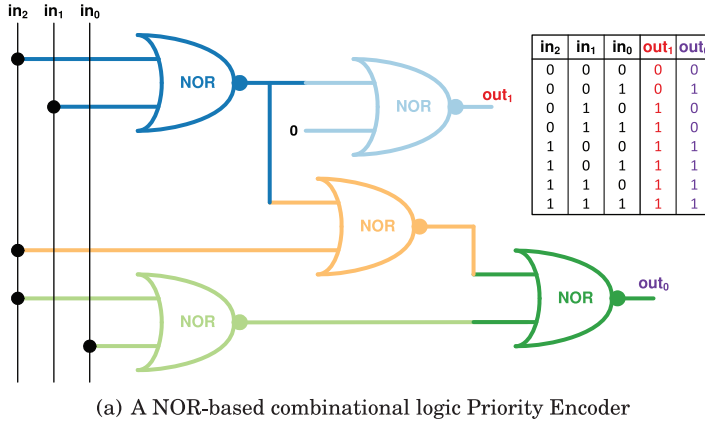 in₂ in₁ in₀
NOR
NOR
out₁
0
NOR
NOR
NOR
out₀
in₂ in₁ in₀ out₁ out₀
0 0 0 0 0
0 0 1 0 1
0 1 0 1 0
0 1 1 1 0
1 0 0 1 1
1 0 1 1 1
1 1 0 1 1
1 1 1 1 1
(a) A NOR-based combinational logic Priority Encoder